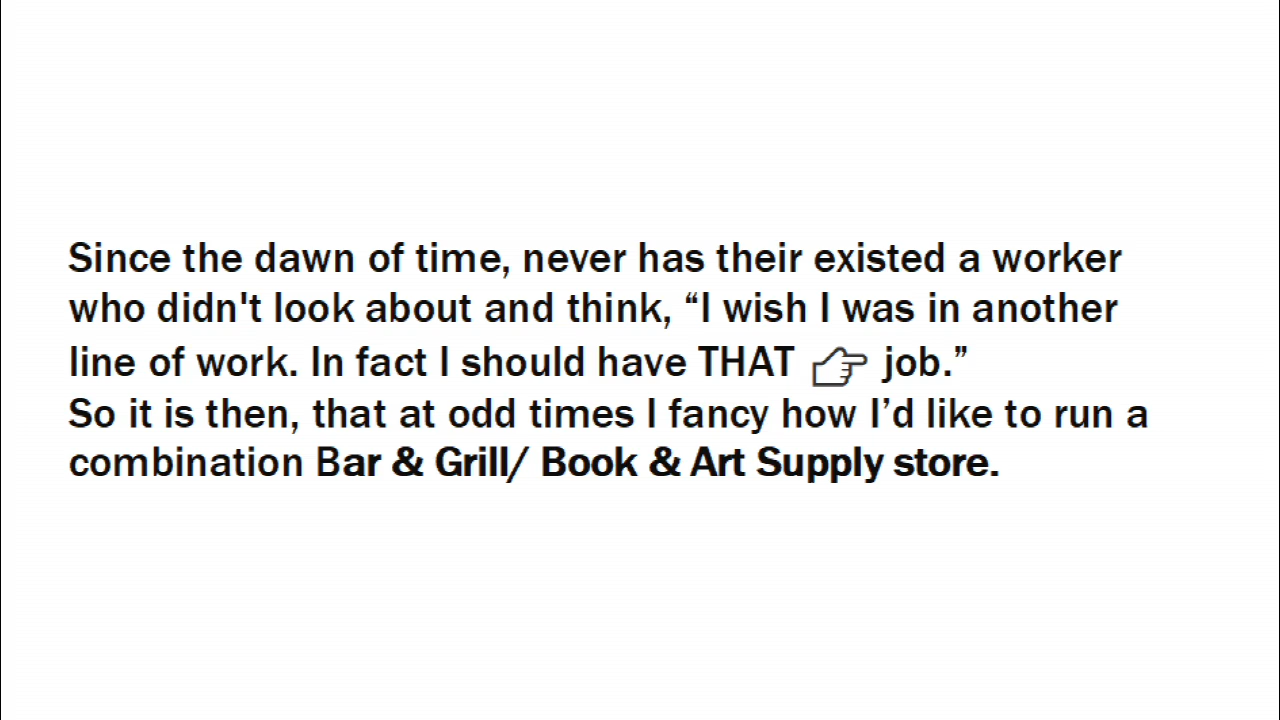 Since the dawn of time, never has their existed a worker
who didn't look about and think, “I wish I was in another
line of work. In fact I should have THAT 👉 job.”
So it is then, that at odd times I fancy how I’d like to run a
combination Bar & Grill/ Book & Art Supply store.